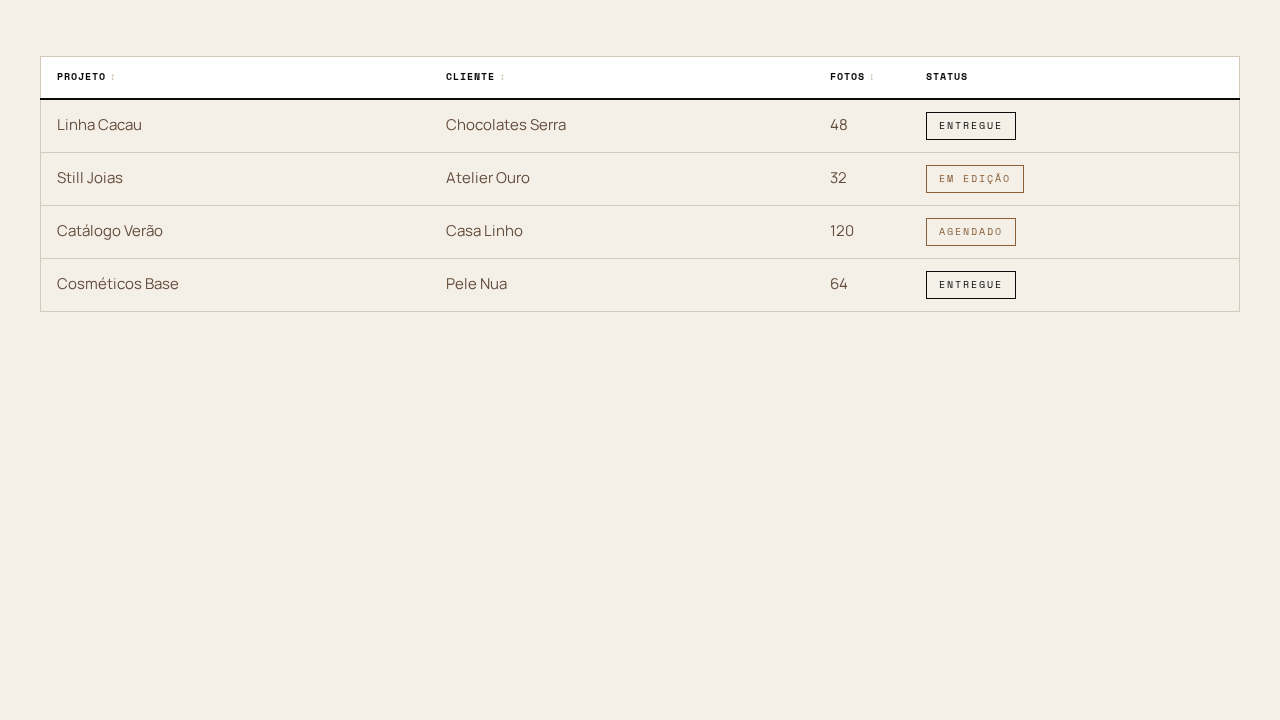 PROJETO ↕ CLIENTE ↕ FOTOS ↕ STATUS
Linha Cacau Chocolates Serra 48 ENTREGUE
Still Joias Atelier Ouro 32 EM EDIÇÃO
Catálogo Verão Casa Linho 120 AGENDADO
Cosméticos Base Pele Nua 64 ENTREGUE